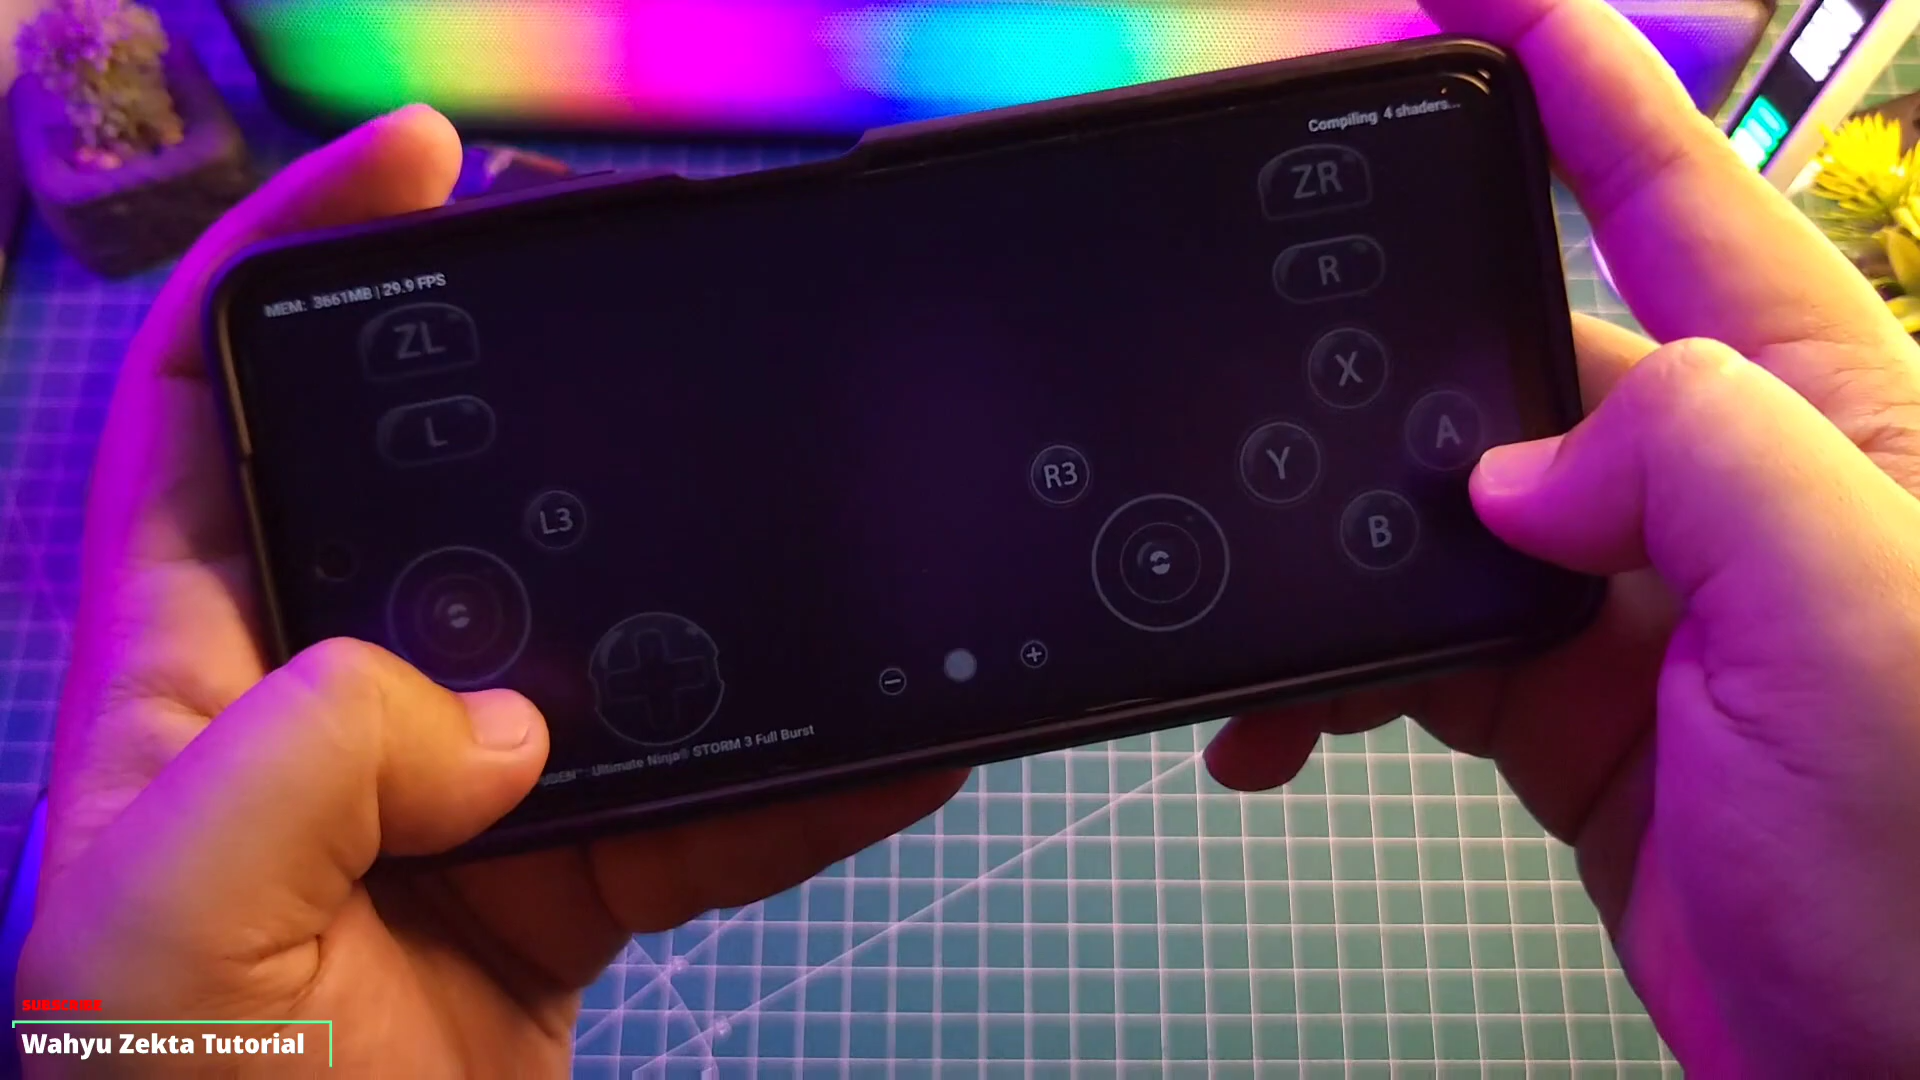 Compiling 4 shaders...
MEM: 3661MB | 29.9 FPS
ZR
ZL
R
L
X
A
Y
B
R3
L3
UDEN™: Ultimate Ninja® STORM 3 Full Burst
SUBSCRIBE
Wahyu Zekta Tutorial